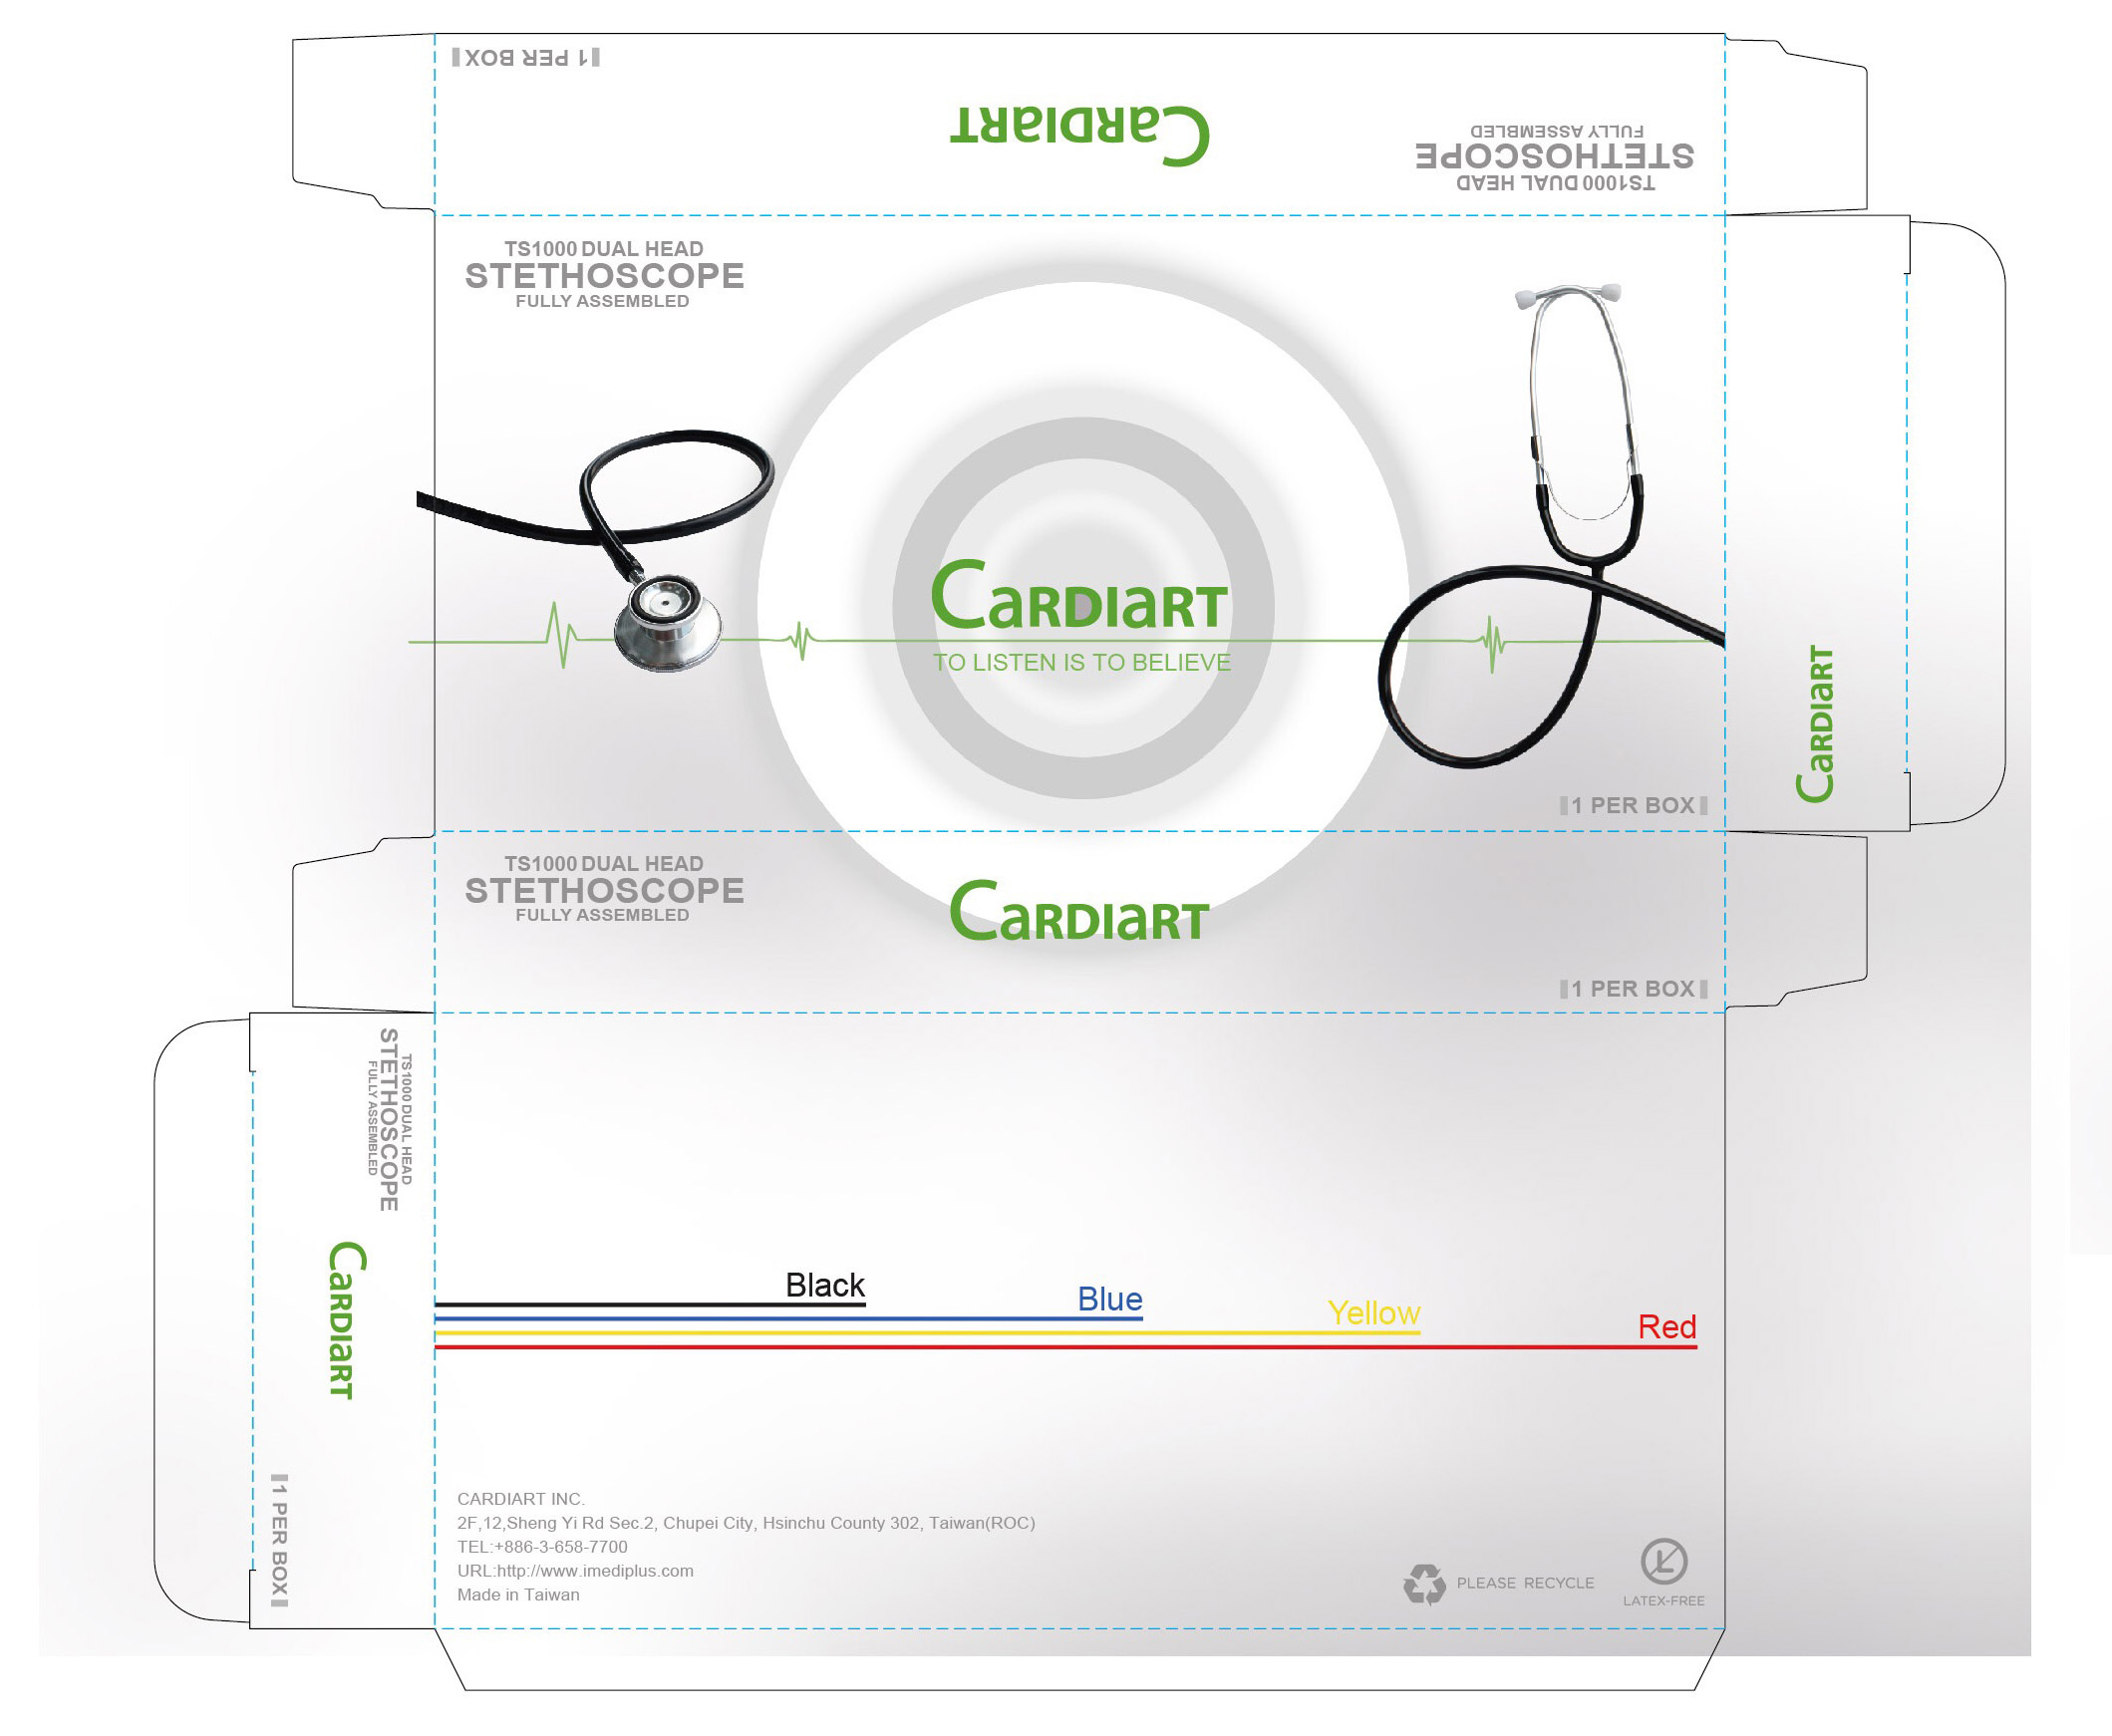 1 PER BOX
CARDIART
TS1000 DUAL HEAD
STETHOSCOPE
FULLY ASSEMBLED
TS1000 DUAL HEAD
STETHOSCOPE
FULLY ASSEMBLED
CARDIART
TO LISTEN IS TO BELIEVE
1 PER BOX
CARDIART
TS1000 DUAL HEAD
STETHOSCOPE
FULLY ASSEMBLED
CARDIART
1 PER BOX
TS1000 DUAL HEAD
STETHOSCOPE
FULLY ASSEMBLED
CARDIART
1 PER BOX
Black
Blue
Yellow
Red
CARDIART INC.
2F,12,Sheng Yi Rd Sec.2, Chupei City, Hsinchu County 302, Taiwan(ROC)
TEL:+886-3-658-7700
URL:http://www.imediplus.com
Made in Taiwan
PLEASE RECYCLE
L
LATEX-FREE